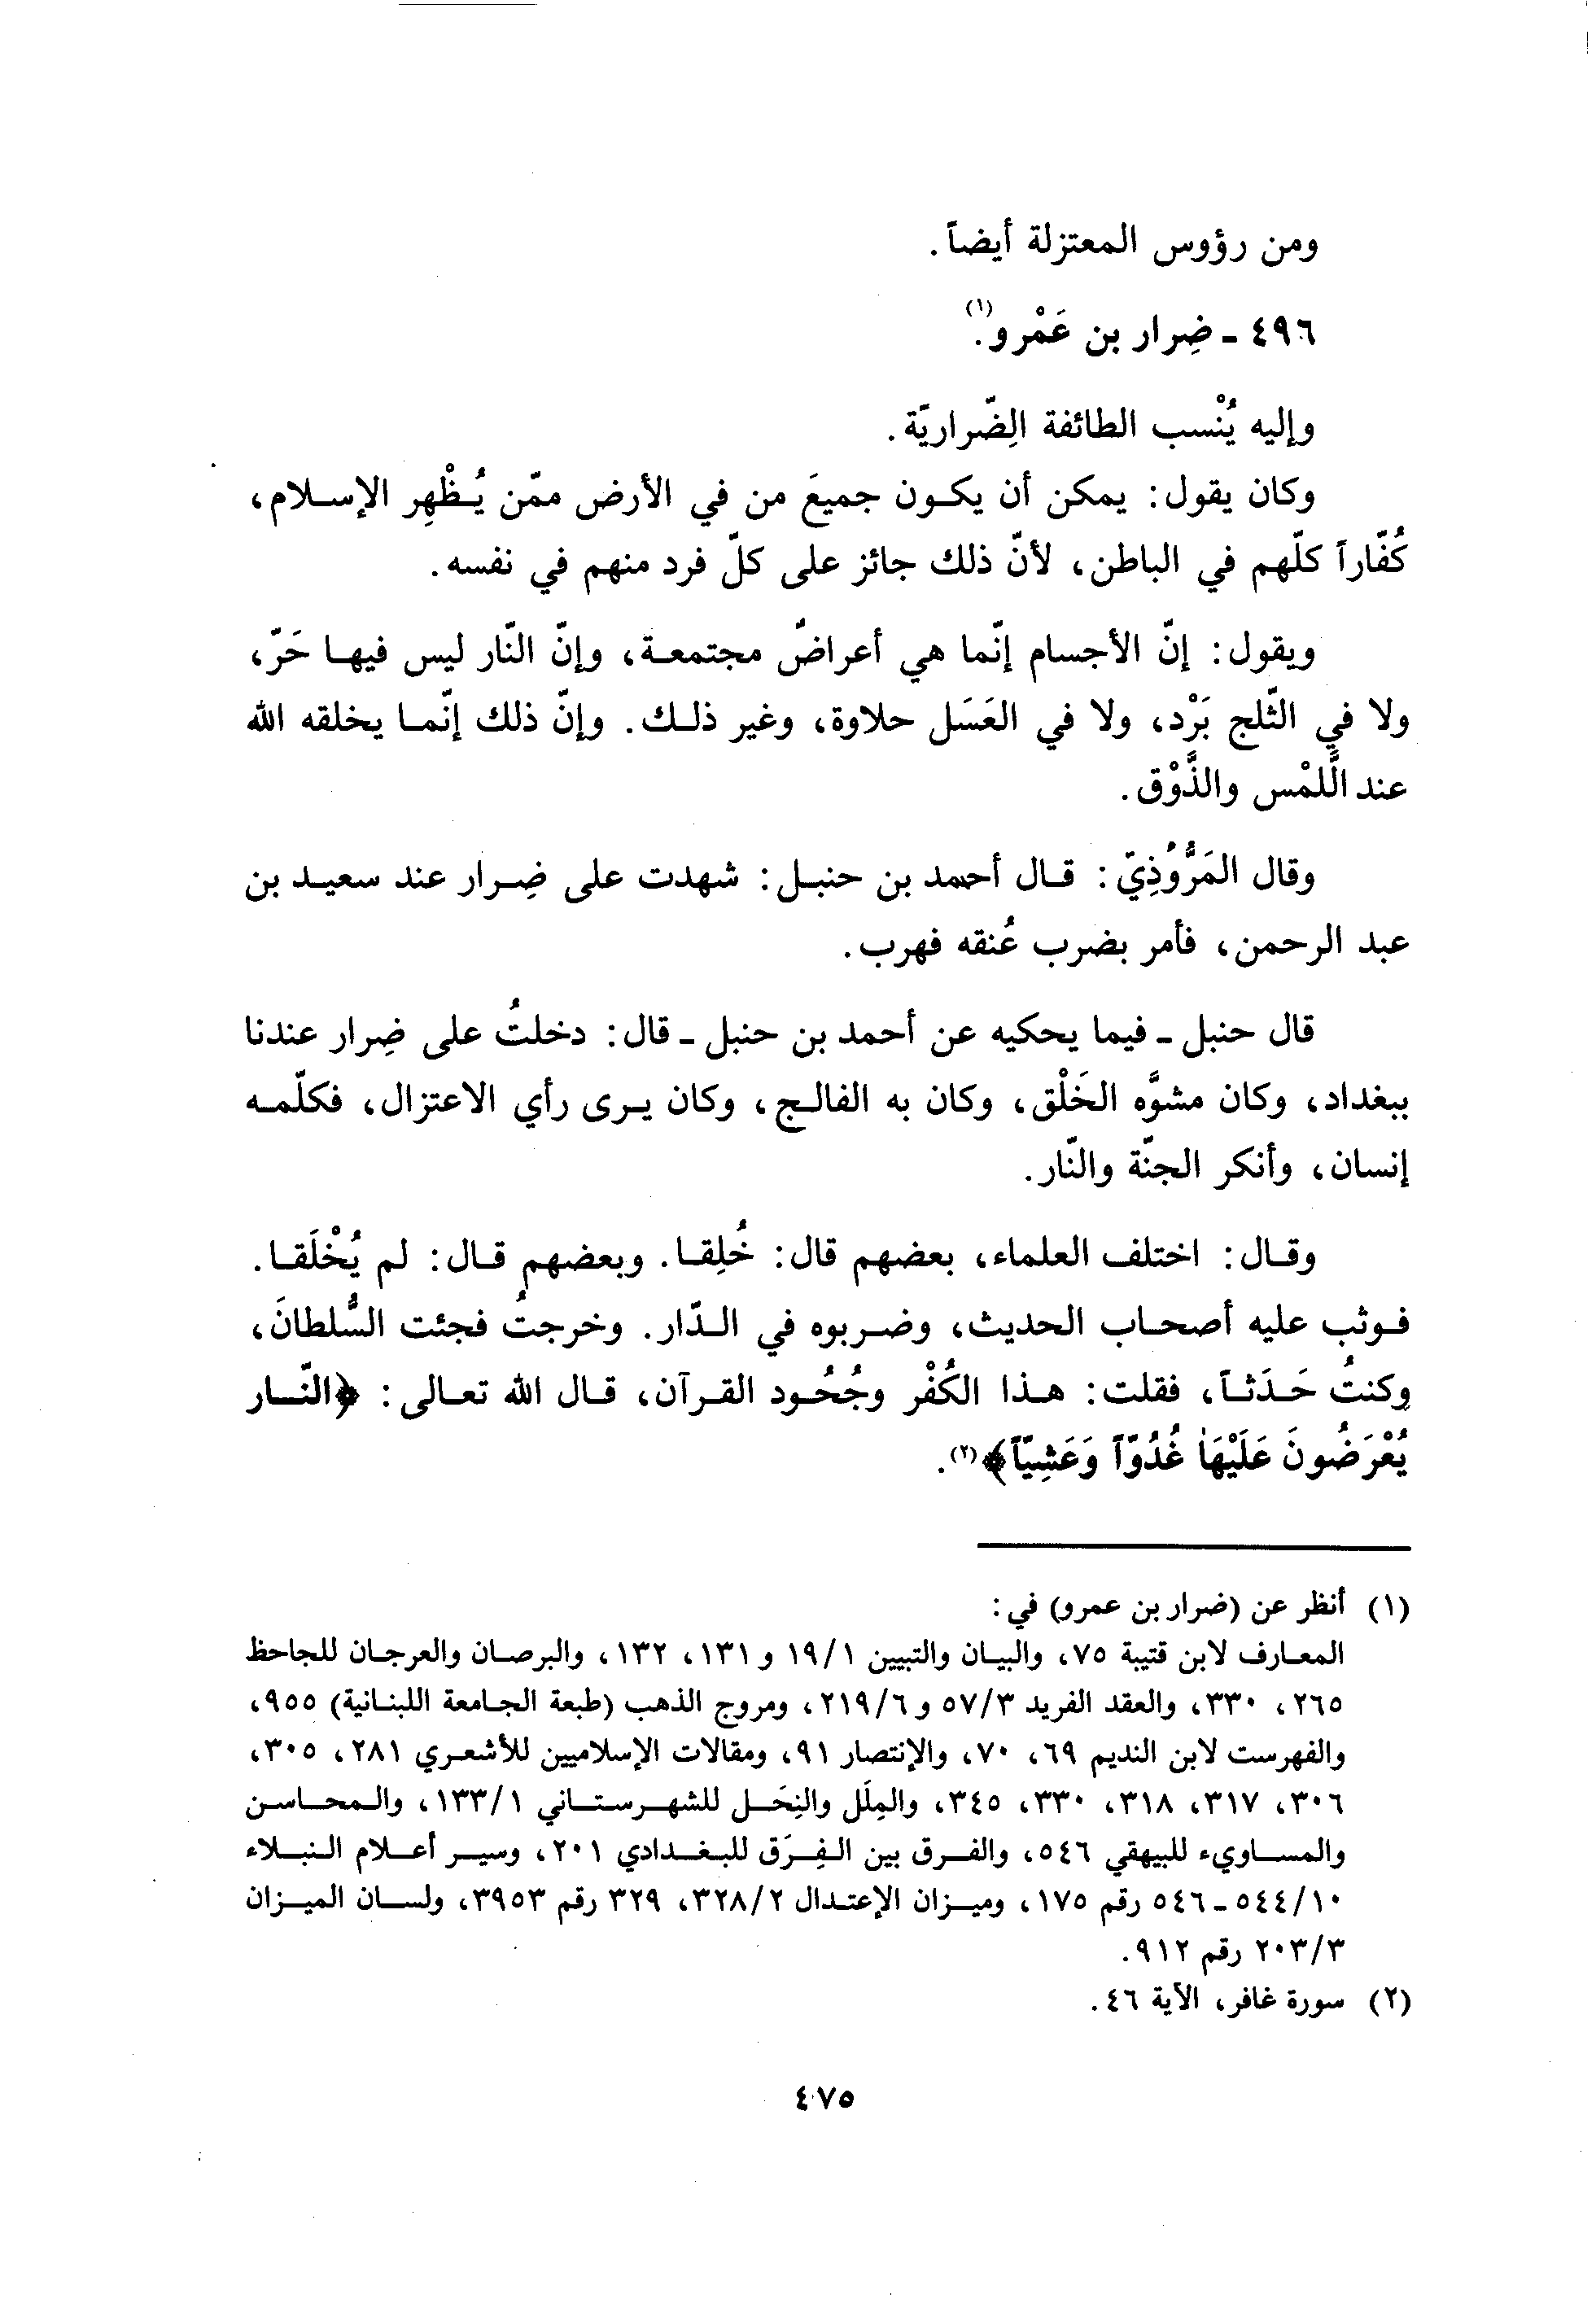 ومن رؤوس المعتزلة أيضاً.
٤٩٦ - ضِرار بن عَمْرو(١).
وإليه يُنْسب الطائفة الضِّراريّة.
وكان يقول: يمكن أن يكون جميعَ من في الأرض ممّن يُظْهِر الإسلام،
كُفّاراً كلّهم في الباطن، لأنّ ذلك جائز على كلّ فرد منهم في نفسه.
ويقول: إنّ الأجسام إنّما هي أعراضٌ مجتمعة، وإنّ النّار ليس فيها حَرّ،
ولا في الثّلج بَرْد، ولا في العَسَل حلاوة، وغير ذلك. وإنّ ذلك إنّما يخلقه الله
عند اللَّمْس والذَّوْق.
وقال المَرُّوُذِيّ: قال أحمد بن حنبل: شهدت على ضِرار عند سعيد بن
عبد الرحمن، فأمر بضرب عُنقه فهرب.
قال حنبل - فيما يحكيه عن أحمد بن حنبل - قال: دخلتُ على ضِرار عندنا
ببغداد، وكان مشوَّه الخَلْق، وكان به الفالج، وكان يرى رأي الاعتزال، فكلّمه
إنسان، وأنكر الجنّة والنّار.
وقال: اختلف العلماء، بعضهم قال: خُلِقا. وبعضهم قال: لم يُخْلَقا.
فوثب عليه أصحاب الحديث، وضربوه في الدّار. وخرجتُ فجئت السُّلطانَ،
وكنتُ حَدَثاً، فقلت: هذا الكُفْر وجُحُود القرآن، قال الله تعالى: ﴿النّار
يُعْرَضُونَ عَلَيْهَا غُدُوّاً وَعَشِيّاً﴾(٢).
(١) أنظر عن (ضرار بن عمرو) في:
المعارف لابن قتيبة ٧٥، والبيان والتبيين ١٩/١ و ١٣١، ١٣٢، والبرصان والعرجان للجاحظ
٢٦٥، ٣٣٠، والعقد الفريد ٥٧/٣ و ٢١٩/٦، ومروج الذهب (طبعة الجامعة اللبنانية) ٩٥٥،
والفهرست لابن النديم ٦٩، ٧٠، والإنتصار ٩١، ومقالات الإسلاميين للأشعري ٢٨١، ٣٠٥،
٣٠٦، ٣١٧، ٣١٨، ٣٣٠، ٣٤٥، والمِلَل والنِحَل للشهرستاني ١٣٣/١، والمحاسن
والمساويء للبيهقي ٥٤٦، والفرق بين الفِرَق للبغدادي ٢٠١، وسير أعلام النبلاء
٥٤٤/١٠ - ٥٤٦ رقم ١٧٥، وميزان الإعتدال ٣٢٨/٢، ٣٢٩ رقم ٣٩٥٣، ولسان الميزان
٢٠٣/٣ رقم ٩١٢.
(٢) سورة غافر، الآية ٤٦.
٤٧٥